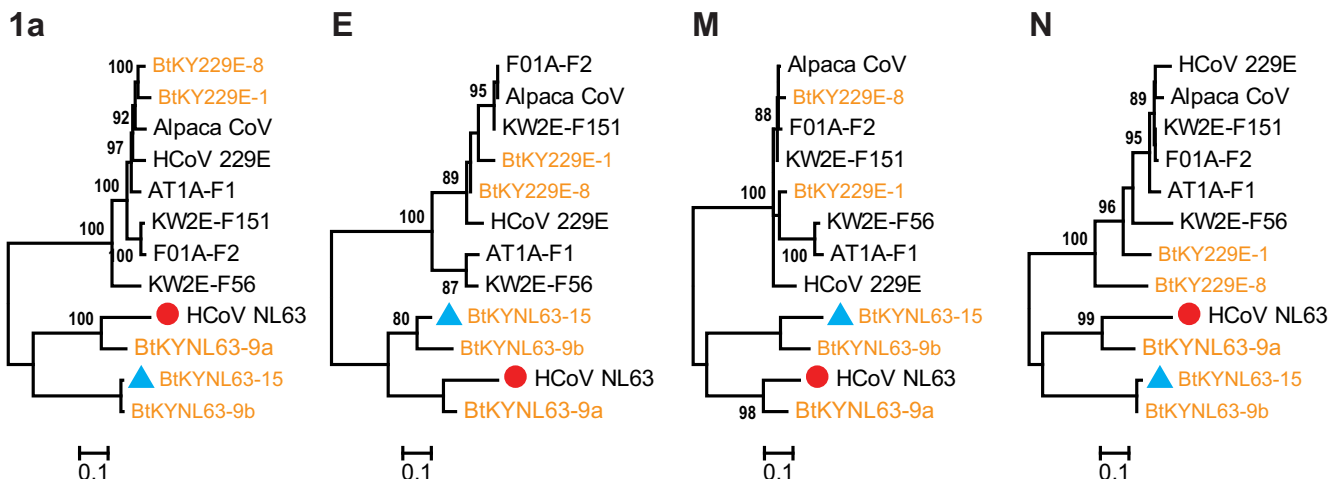 1a
100
BtKY229E-8
BtKY229E-1
92
Alpaca CoV
97
HCoV 229E
100
AT1A-F1
KW2E-F151
100
100
F01A-F2
KW2E-F56
100
HCoV NL63
BtKYNL63-9a
BtKYNL63-15
BtKYNL63-9b
0.1
E
F01A-F2
95
Alpaca CoV
KW2E-F151
BtKY229E-1
89
BtKY229E-8
HCoV 229E
100
AT1A-F1
87
KW2E-F56
BtKYNL63-15
80
BtKYNL63-9b
HCoV NL63
BtKYNL63-9a
0.1
M
Alpaca CoV
BtKY229E-8
88
F01A-F2
KW2E-F151
100
BtKY229E-1
KW2E-F56
100
AT1A-F1
HCoV 229E
BtKYNL63-15
BtKYNL63-9b
HCoV NL63
98
BtKYNL63-9a
0.1
N
HCoV 229E
89
Alpaca CoV
KW2E-F151
95
F01A-F2
AT1A-F1
96
KW2E-F56
100
BtKY229E-1
BtKY229E-8
99
HCoV NL63
BtKYNL63-9a
BtKYNL63-15
BtKYNL63-9b
0.1